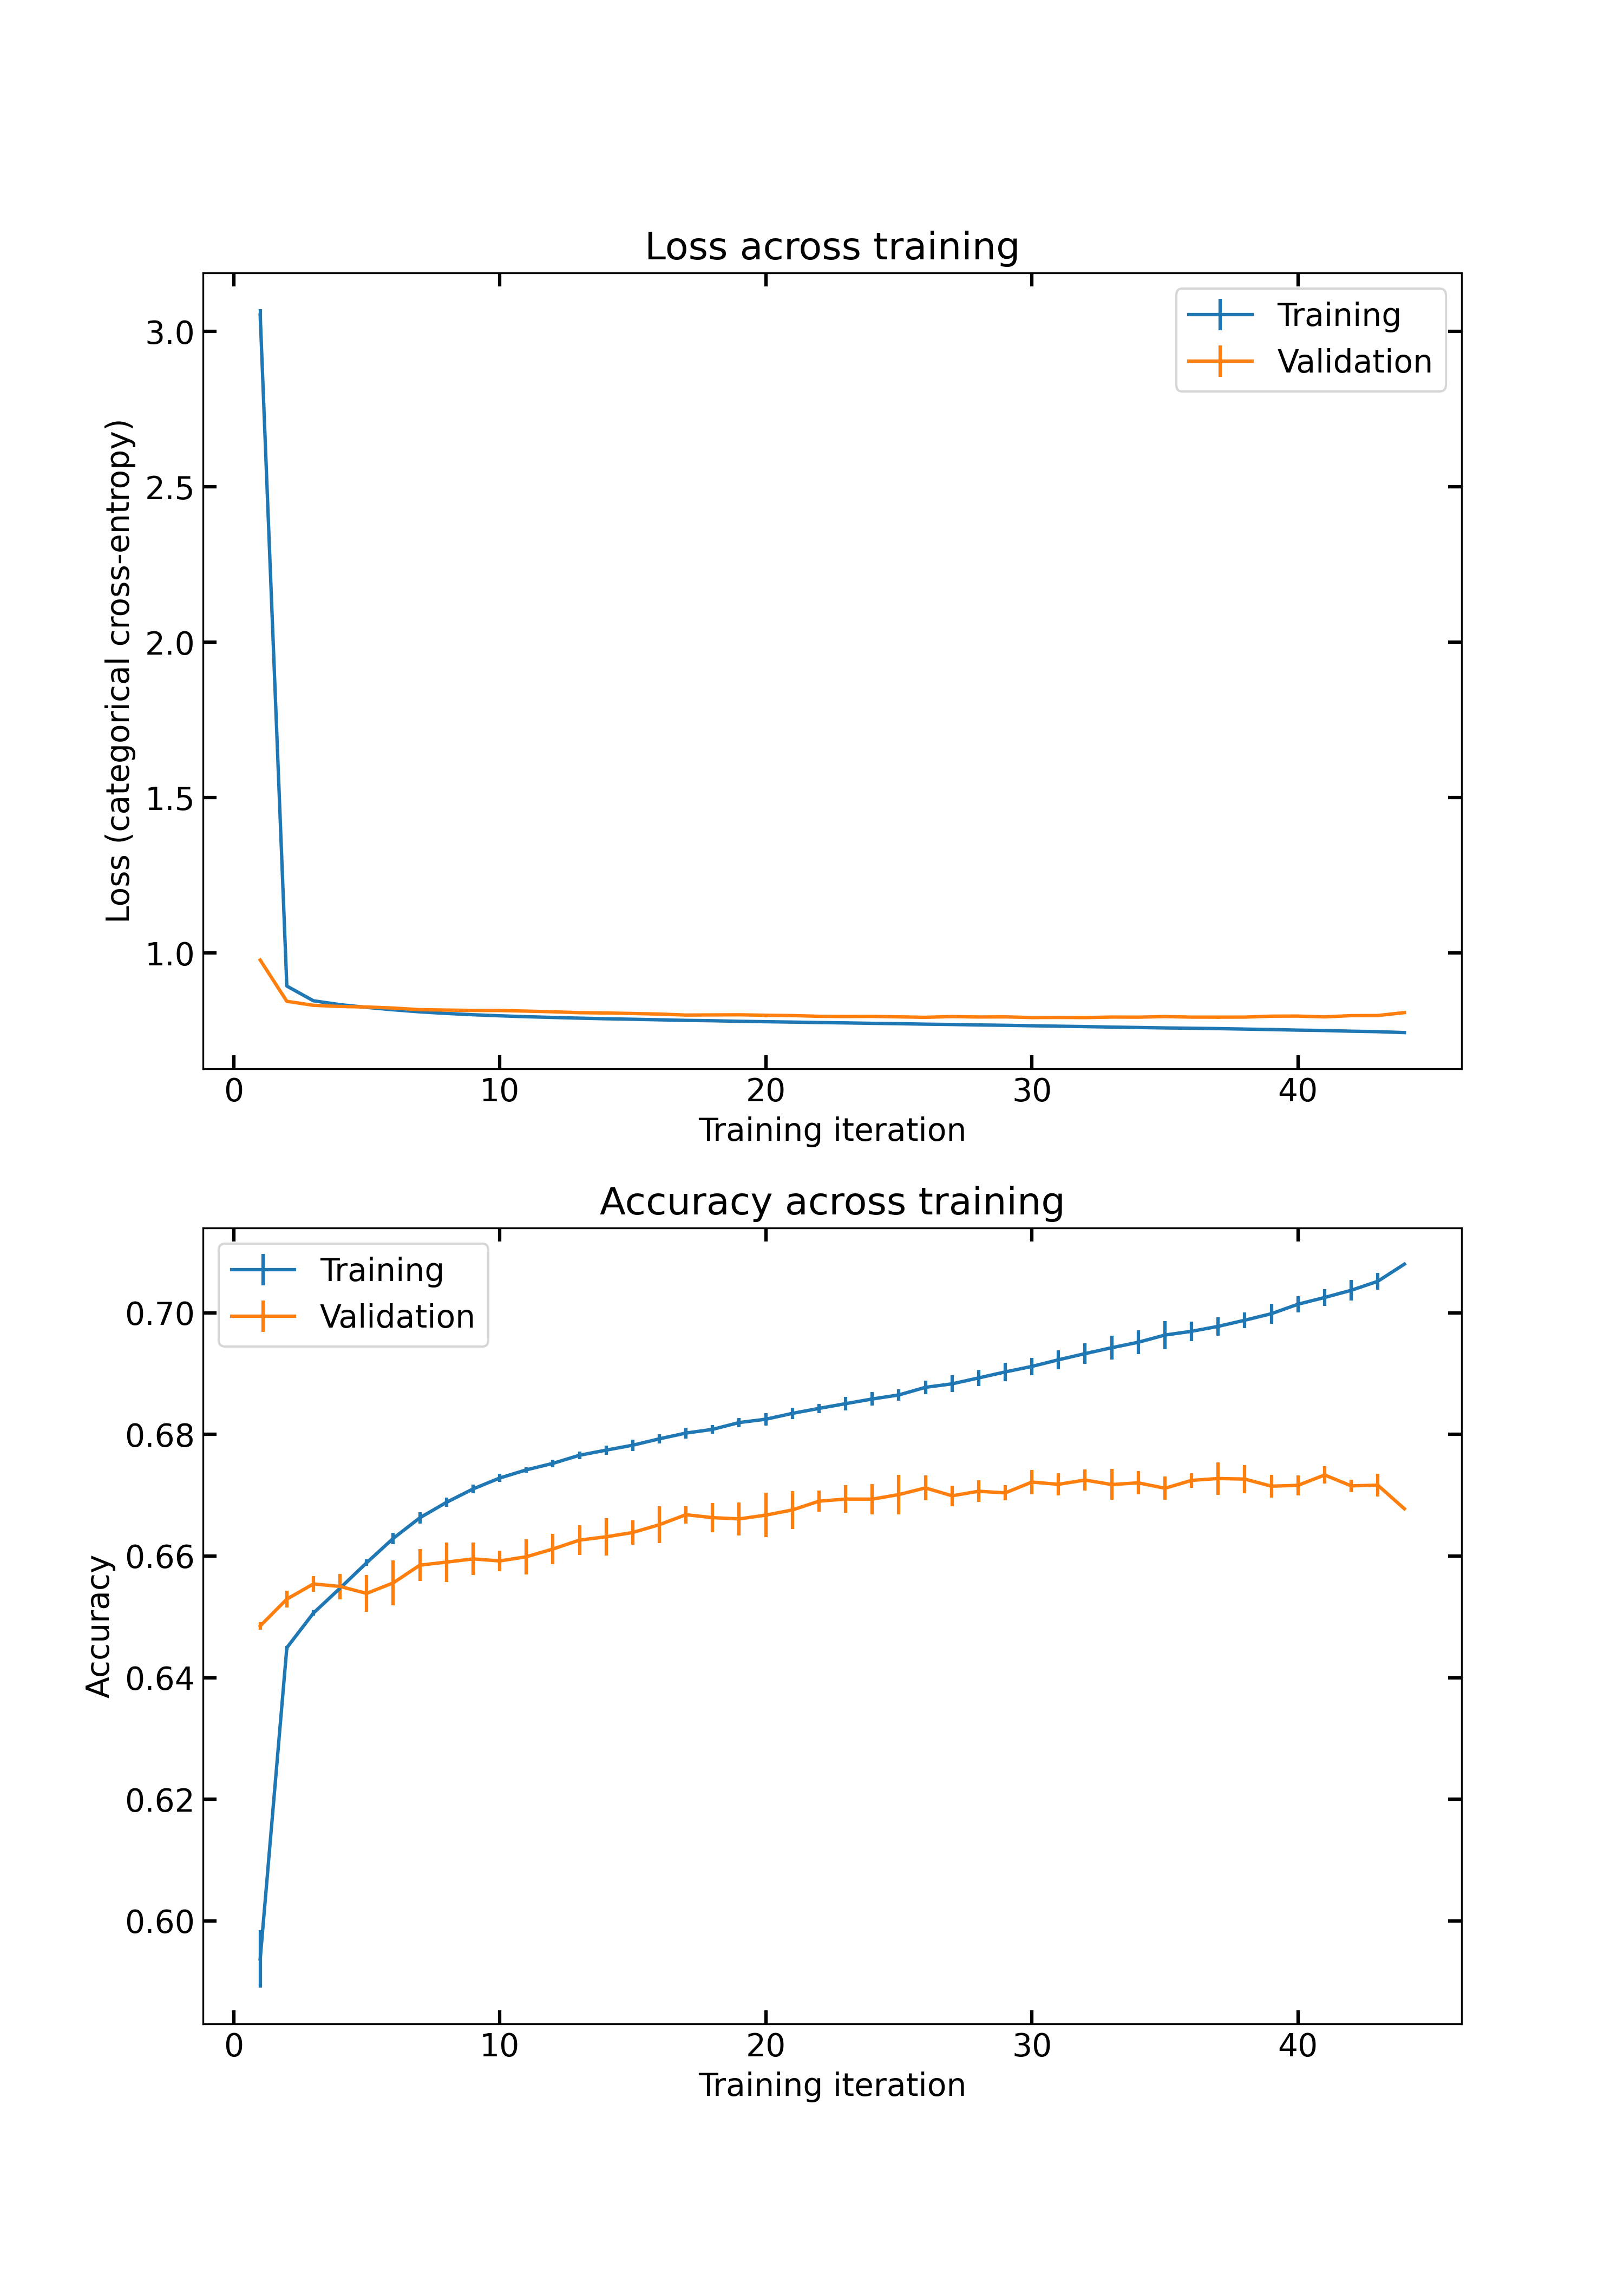 Loss across training
Training
Validation
3.0
2.5
2.0
1.5
1.0
Loss (categorical cross-entropy)
0 10 20 30 40
Training iteration
Accuracy across training
Training
Validation
0.70
0.68
0.66
0.64
0.62
0.60
Accuracy
0 10 20 30 40
Training iteration